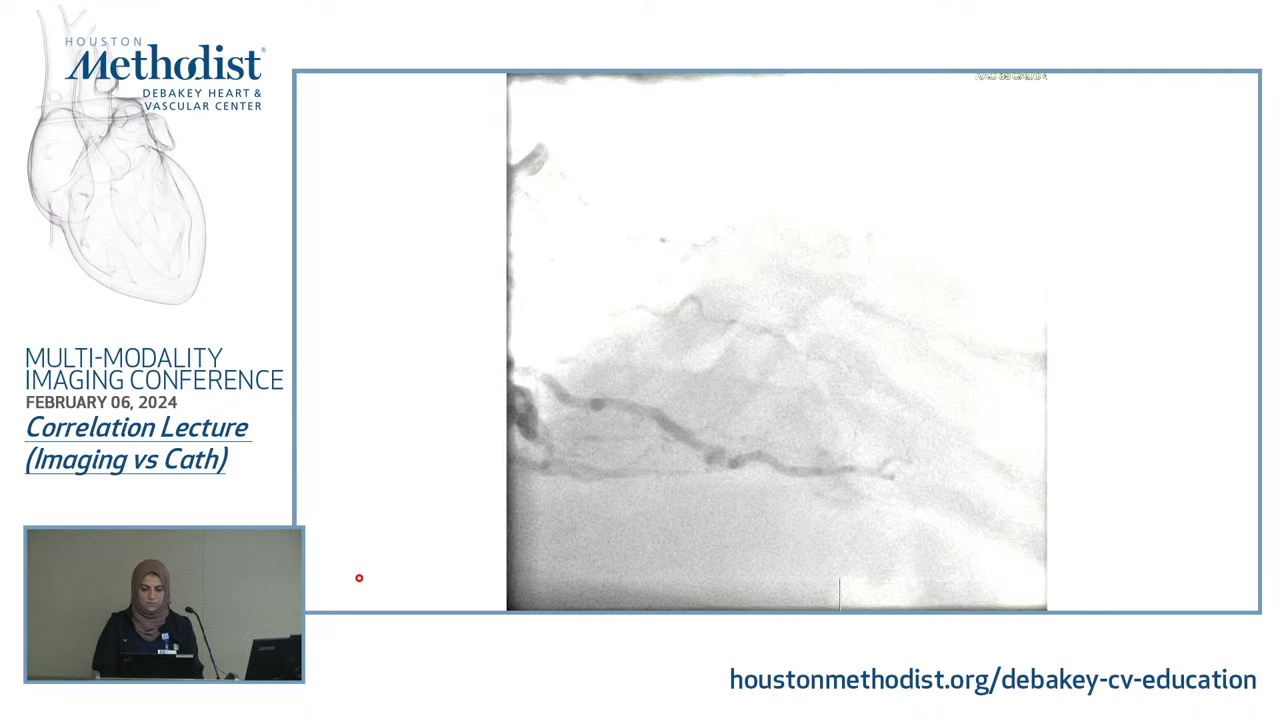 HOUSTON
Methodist®
DEBAKEY HEART &
VASCULAR CENTER
MULTI-MODALITY
IMAGING CONFERENCE
FEBRUARY 06, 2024
Correlation Lecture
(Imaging vs Cath)
houstonmethodist.org/debakey-cv-education